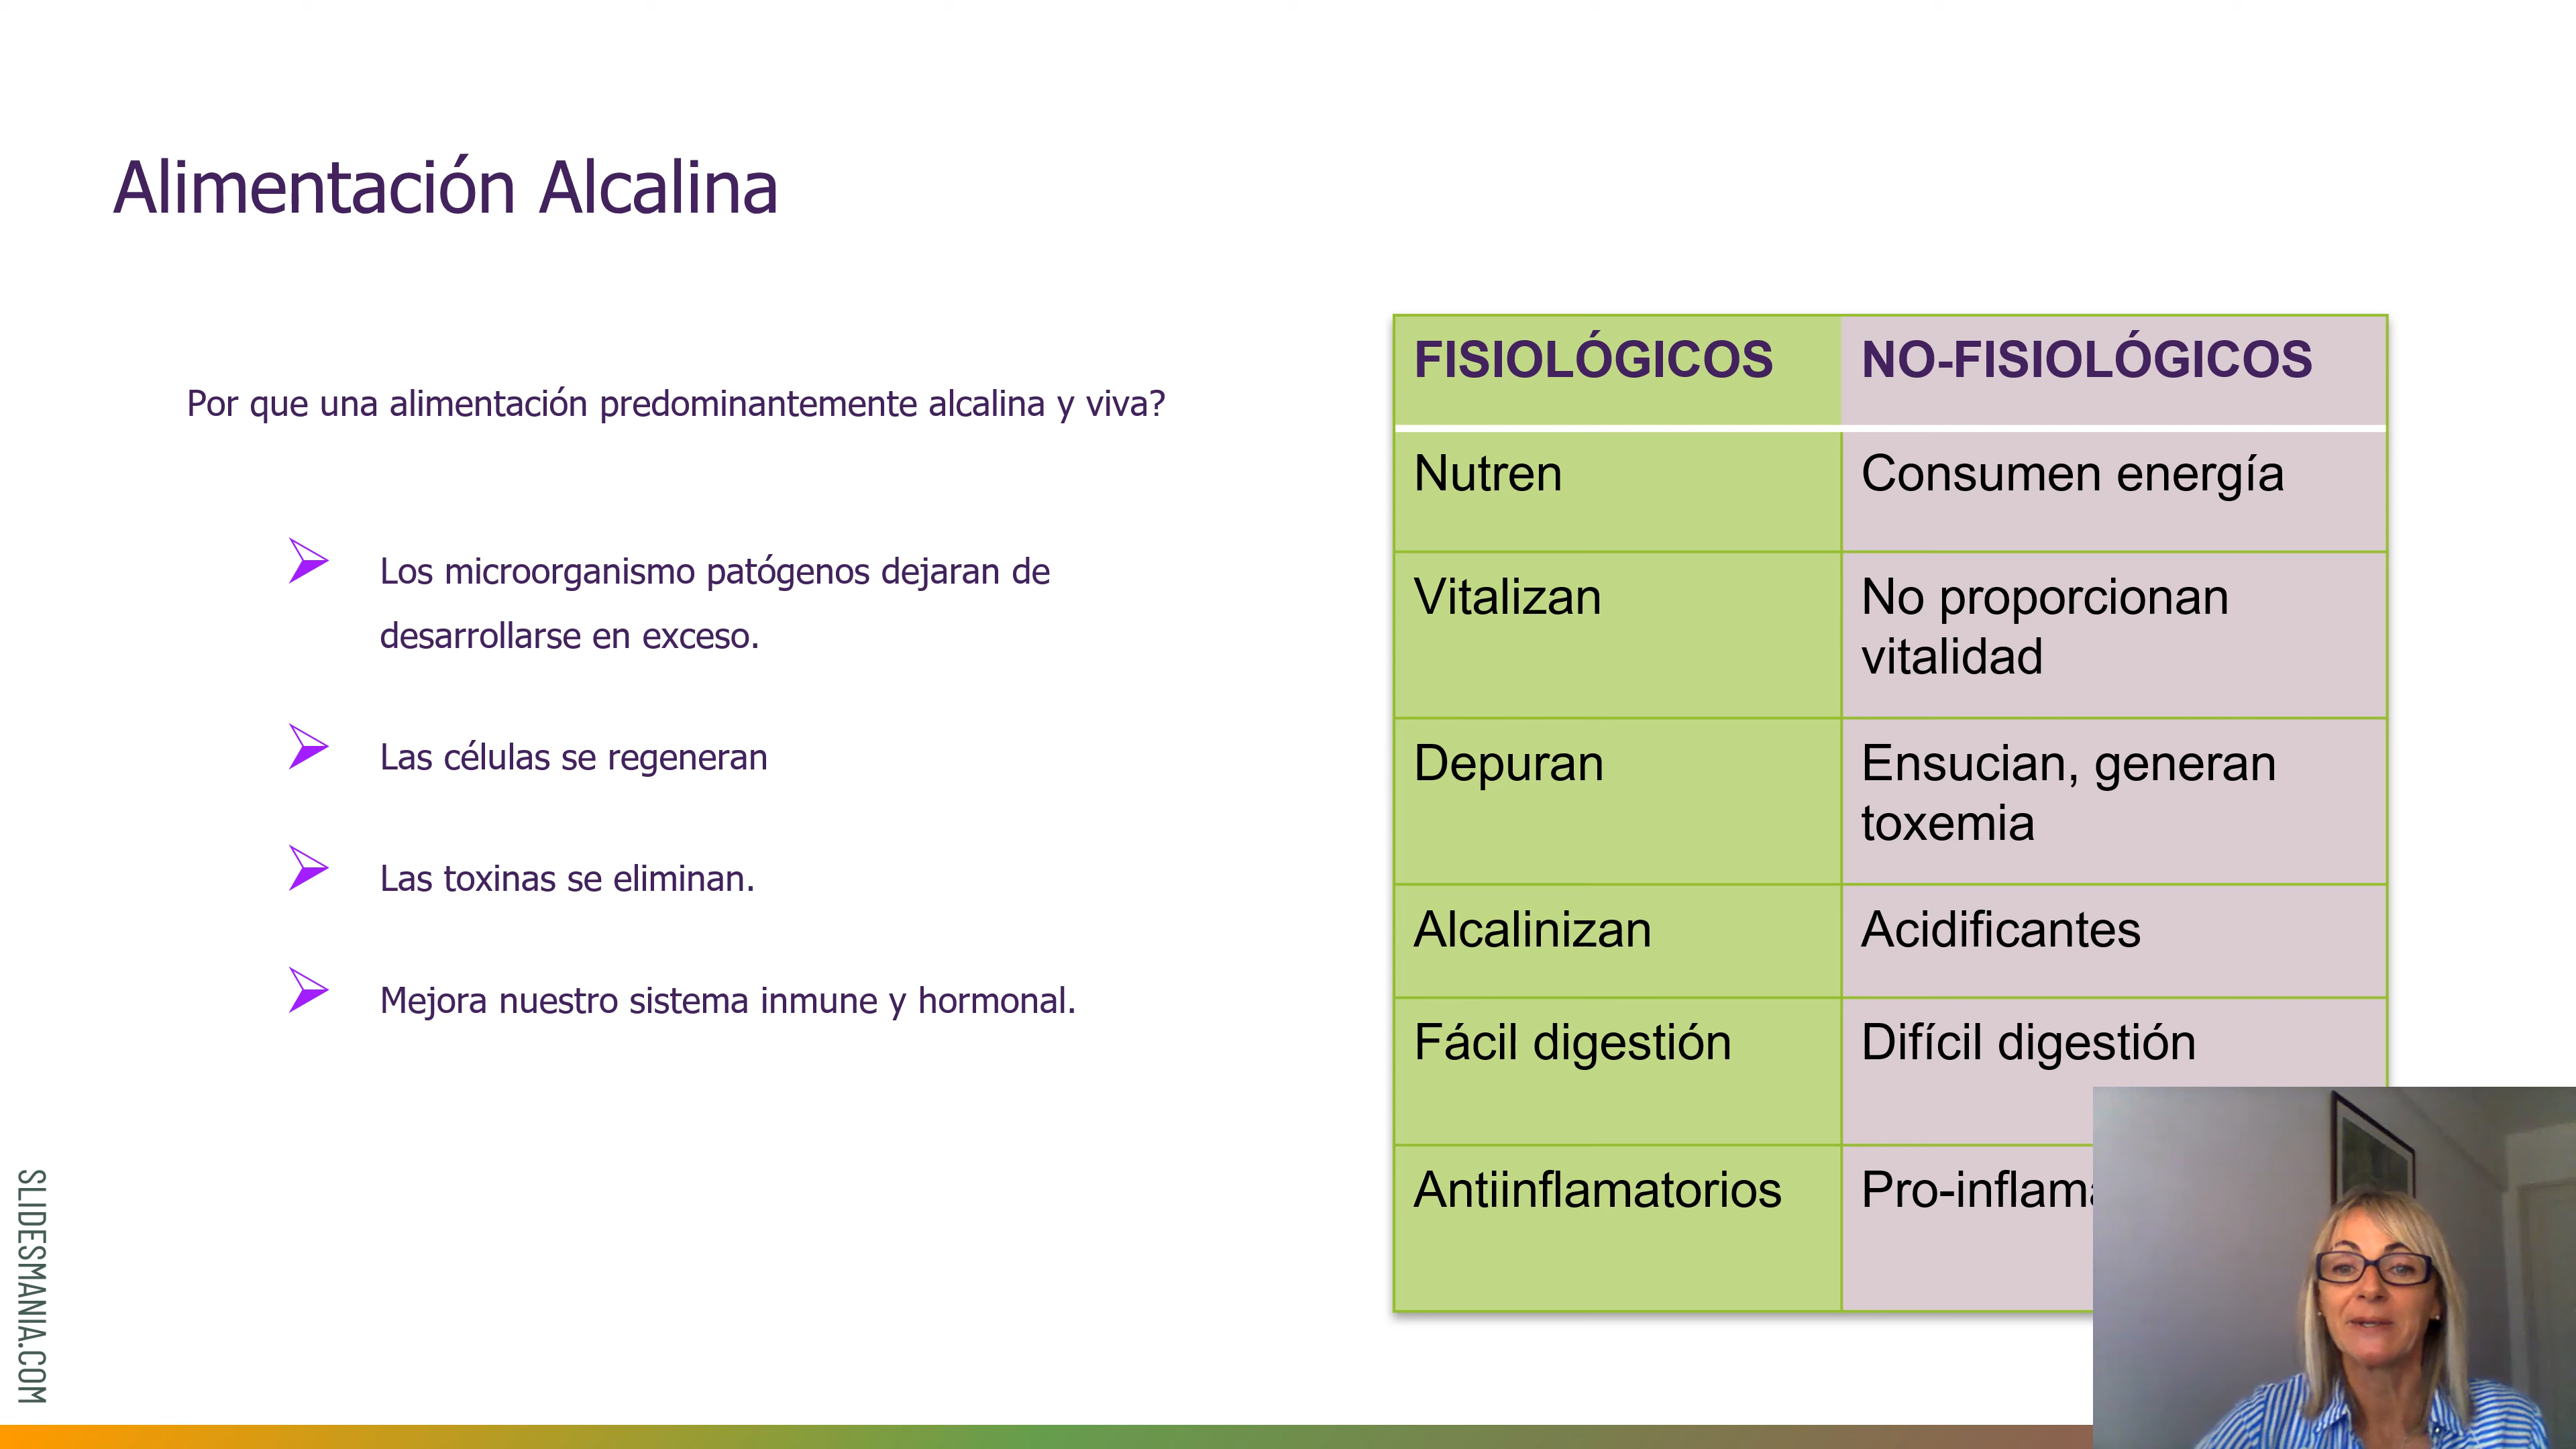 Alimentación Alcalina
Por que una alimentación predominantemente alcalina y viva?
Los microorganismo patógenos dejaran de
desarrollarse en exceso.
Las células se regeneran
Las toxinas se eliminan.
Mejora nuestro sistema inmune y hormonal.
FISIOLÓGICOS NO-FISIOLÓGICOS
Nutren Consumen energía
Vitalizan No proporcionan
vitalidad
Depuran Ensucian, generan
toxemia
Alcalinizan Acidificantes
Fácil digestión Difícil digestión
Antiinflamatorios
SLIDESMANIA.COM